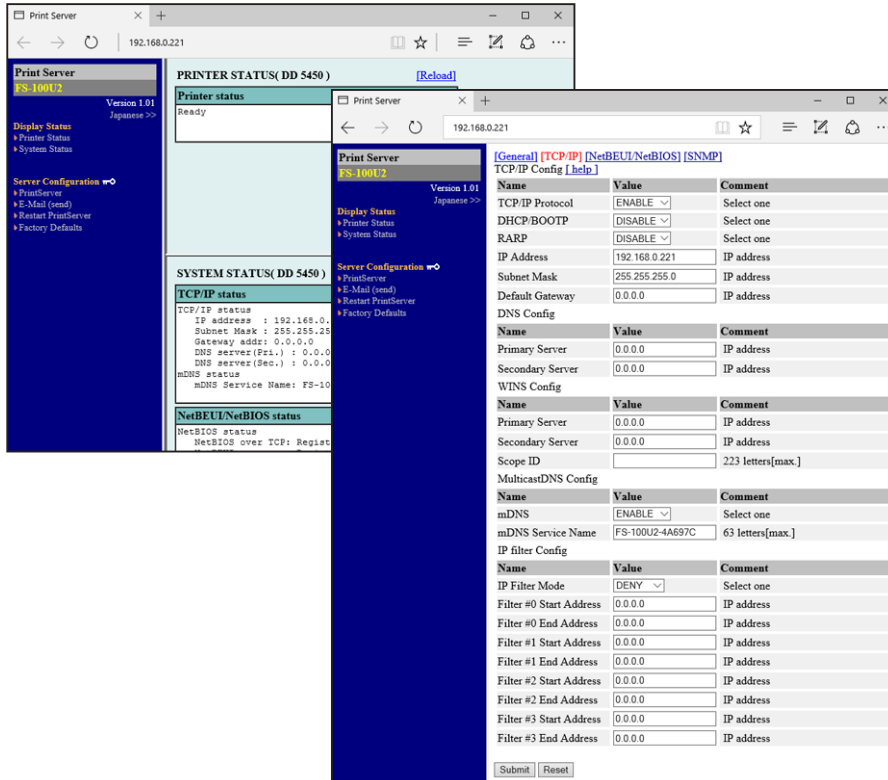 Print Server
192.168.0.221
Print Server
FS-100U2
Version 1.01
Japanese >>
Display Status
Printer Status
System Status
Server Configuration
PrintServer
E-Mail (send)
Restart PrintServer
Factory Defaults
PRINTER STATUS( DD 5450 ) [Reload]
Printer status
Ready
SYSTEM STATUS( DD 5450 )
TCP/IP status
TCP/IP status
IP address : 192.168.0.
Subnet Mask : 255.255.25
Gateway addr: 0.0.0.0
DNS server(Pri.) : 0.0.0
DNS server(Sec.) : 0.0.0
mDNS status
mDNS Service Name: FS-10
NetBEUI/NetBIOS status
NetBIOS status
NetBIOS over TCP: Regist
Print Server
192.168.0.221
Print Server
FS-100U2
Version 1.01
Japanese >>
Display Status
Printer Status
System Status
Server Configuration
PrintServer
E-Mail (send)
Restart PrintServer
Factory Defaults
[General] [TCP/IP] [NetBEUI/NetBIOS] [SNMP]
TCP/IP Config [ help ]
Name Value Comment
TCP/IP Protocol ENABLE Select one
DHCP/BOOTP DISABLE Select one
RARP DISABLE Select one
IP Address 192.168.0.221 IP address
Subnet Mask 255.255.255.0 IP address
Default Gateway 0.0.0.0 IP address
DNS Config
Name Value Comment
Primary Server 0.0.0.0 IP address
Secondary Server 0.0.0.0 IP address
WINS Config
Name Value Comment
Primary Server 0.0.0.0 IP address
Secondary Server 0.0.0.0 IP address
Scope ID 223 letters[max.]
MulticastDNS Config
Name Value Comment
mDNS ENABLE Select one
mDNS Service Name FS-100U2-4A697C 63 letters[max.]
IP filter Config
Name Value Comment
IP Filter Mode DENY Select one
Filter #0 Start Address 0.0.0.0 IP address
Filter #0 End Address 0.0.0.0 IP address
Filter #1 Start Address 0.0.0.0 IP address
Filter #1 End Address 0.0.0.0 IP address
Filter #2 Start Address 0.0.0.0 IP address
Filter #2 End Address 0.0.0.0 IP address
Filter #3 Start Address 0.0.0.0 IP address
Filter #3 End Address 0.0.0.0 IP address
Submit Reset